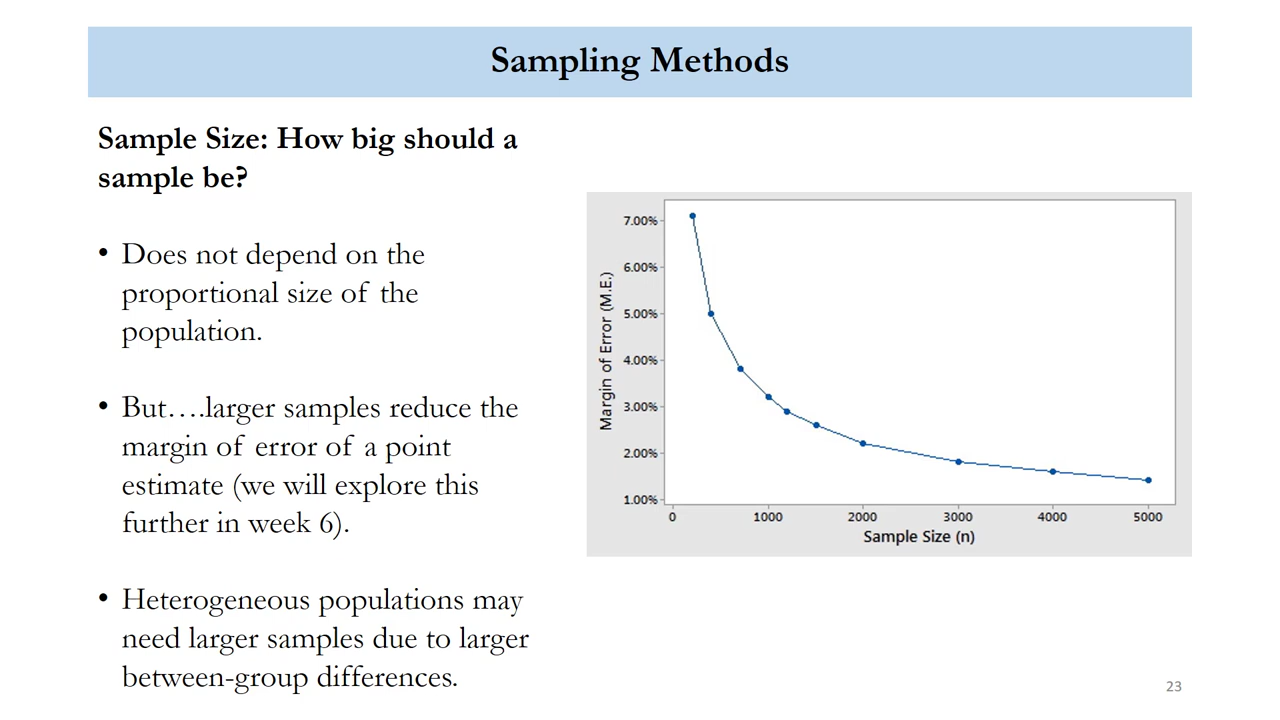 Sampling Methods
Sample Size: How big should a
sample be?
• Does not depend on the
proportional size of the
population.
• But….larger samples reduce the
margin of error of a point
estimate (we will explore this
further in week 6).
• Heterogeneous populations may
need larger samples due to larger
between-group differences.
Margin of Error (M.E.)
7.00%
6.00%
5.00%
4.00%
3.00%
2.00%
1.00%
0 1000 2000 3000 4000 5000
Sample Size (n)
23